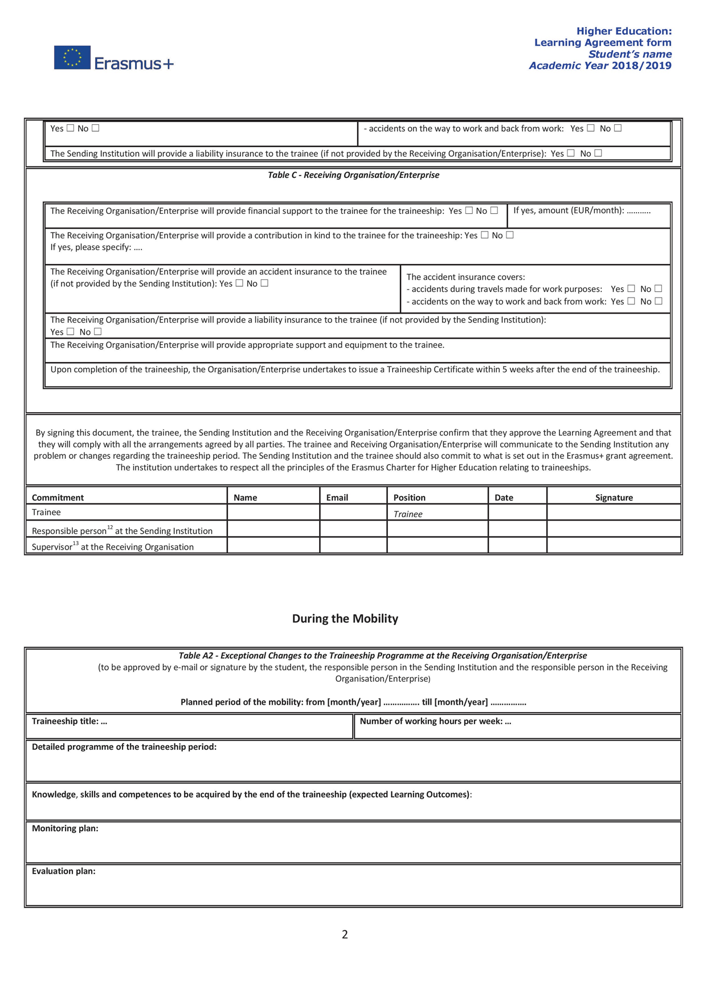 Higher Education:
Learning Agreement form
Student’s name
Academic Year 2018/2019
Erasmus+
Yes ☐ No ☐
- accidents on the way to work and back from work: Yes ☐ No ☐
The Sending Institution will provide a liability insurance to the trainee (if not provided by the Receiving Organisation/Enterprise): Yes ☐ No ☐
Table C - Receiving Organisation/Enterprise
The Receiving Organisation/Enterprise will provide financial support to the trainee for the traineeship: Yes ☐ No ☐
If yes, amount (EUR/month): ………..
The Receiving Organisation/Enterprise will provide a contribution in kind to the trainee for the traineeship: Yes ☐ No ☐
If yes, please specify: ….
The Receiving Organisation/Enterprise will provide an accident insurance to the trainee
(if not provided by the Sending Institution): Yes ☐ No ☐
The accident insurance covers:
- accidents during travels made for work purposes: Yes ☐ No ☐
- accidents on the way to work and back from work: Yes ☐ No ☐
The Receiving Organisation/Enterprise will provide a liability insurance to the trainee (if not provided by the Sending Institution):
Yes ☐ No ☐
The Receiving Organisation/Enterprise will provide appropriate support and equipment to the trainee.
Upon completion of the traineeship, the Organisation/Enterprise undertakes to issue a Traineeship Certificate within 5 weeks after the end of the traineeship.
By signing this document, the trainee, the Sending Institution and the Receiving Organisation/Enterprise confirm that they approve the Learning Agreement and that
they will comply with all the arrangements agreed by all parties. The trainee and Receiving Organisation/Enterprise will communicate to the Sending Institution any
problem or changes regarding the traineeship period. The Sending Institution and the trainee should also commit to what is set out in the Erasmus+ grant agreement.
The institution undertakes to respect all the principles of the Erasmus Charter for Higher Education relating to traineeships.
Commitment Name Email Position Date Signature
Trainee Trainee
Responsible person12 at the Sending Institution
Supervisor13 at the Receiving Organisation
During the Mobility
Table A2 - Exceptional Changes to the Traineeship Programme at the Receiving Organisation/Enterprise
(to be approved by e-mail or signature by the student, the responsible person in the Sending Institution and the responsible person in the Receiving
Organisation/Enterprise)
Planned period of the mobility: from [month/year] ……………. till [month/year] …………….
Traineeship title: …
Number of working hours per week: …
Detailed programme of the traineeship period:
Knowledge, skills and competences to be acquired by the end of the traineeship (expected Learning Outcomes):
Monitoring plan:
Evaluation plan:
2